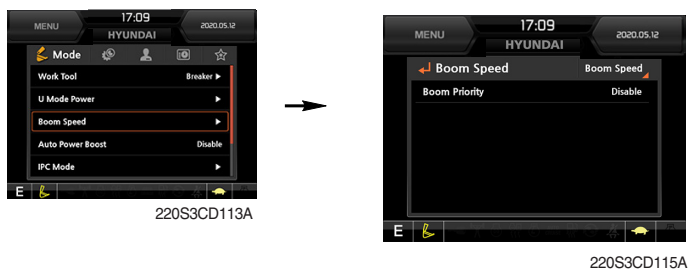 MENU
17:09
2020.05.12
HYUNDAI
Mode
Work Tool Breaker ▶
U Mode Power ▶
Boom Speed ▶
Auto Power Boost Disable
IPC Mode ▶
E
220S3CD113A
MENU
17:09
2020.05.12
HYUNDAI
Boom Speed Boom Speed
Boom Priority Disable
E
220S3CD115A